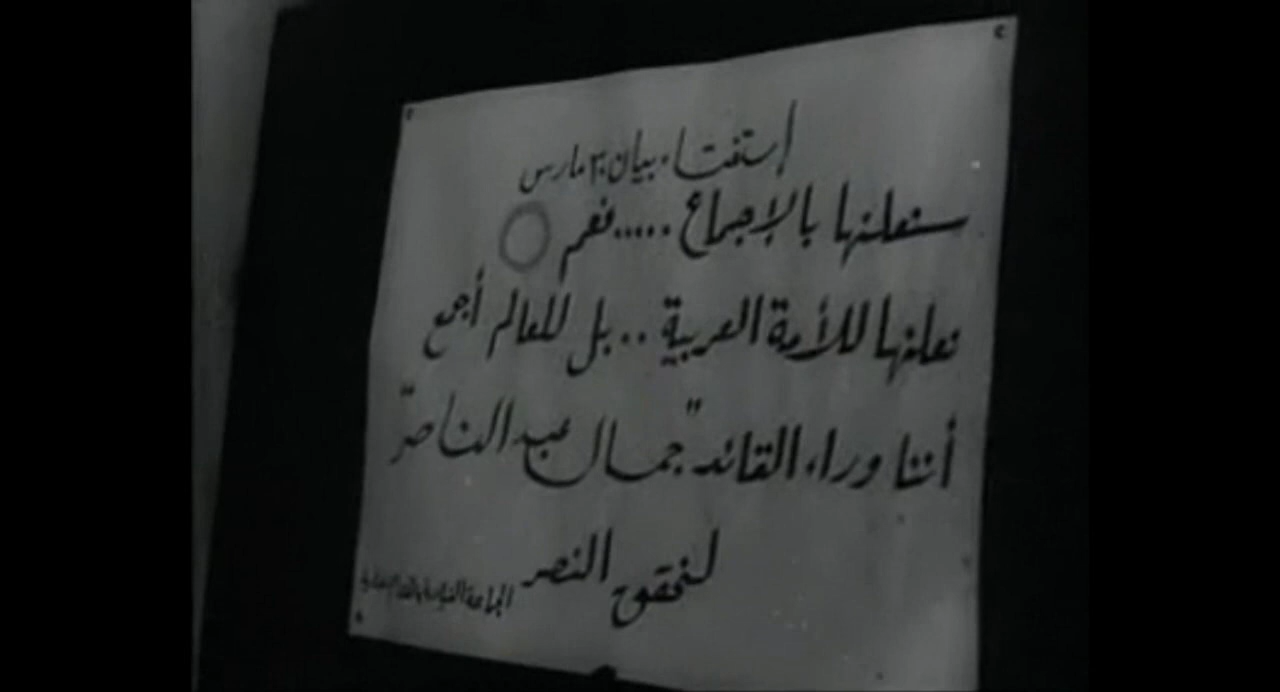 إستفتاء بيان ٣٠ مارس
سنعلنها بالإجماع ..... نعم
نعلنها للأمة العربية .. بل للعالم أجمع
أننا وراء القائد "جمال عبد الناصر"
لنحقق النصر